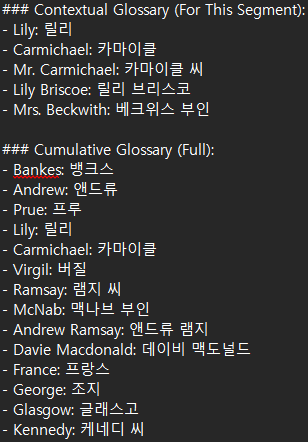 ### Contextual Glossary (For This Segment):
- Lily: 릴리
- Carmichael: 카마이클
- Mr. Carmichael: 카마이클 씨
- Lily Briscoe: 릴리 브리스코
- Mrs. Beckwith: 베크위스 부인

### Cumulative Glossary (Full):
- Bankes: 뱅크스
- Andrew: 앤드류
- Prue: 프루
- Lily: 릴리
- Carmichael: 카마이클
- Virgil: 버질
- Ramsay: 램지 씨
- McNab: 맥나브 부인
- Andrew Ramsay: 앤드류 램지
- Davie Macdonald: 데이비 맥도널드
- France: 프랑스
- George: 조지
- Glasgow: 글래스고
- Kennedy: 케네디 씨